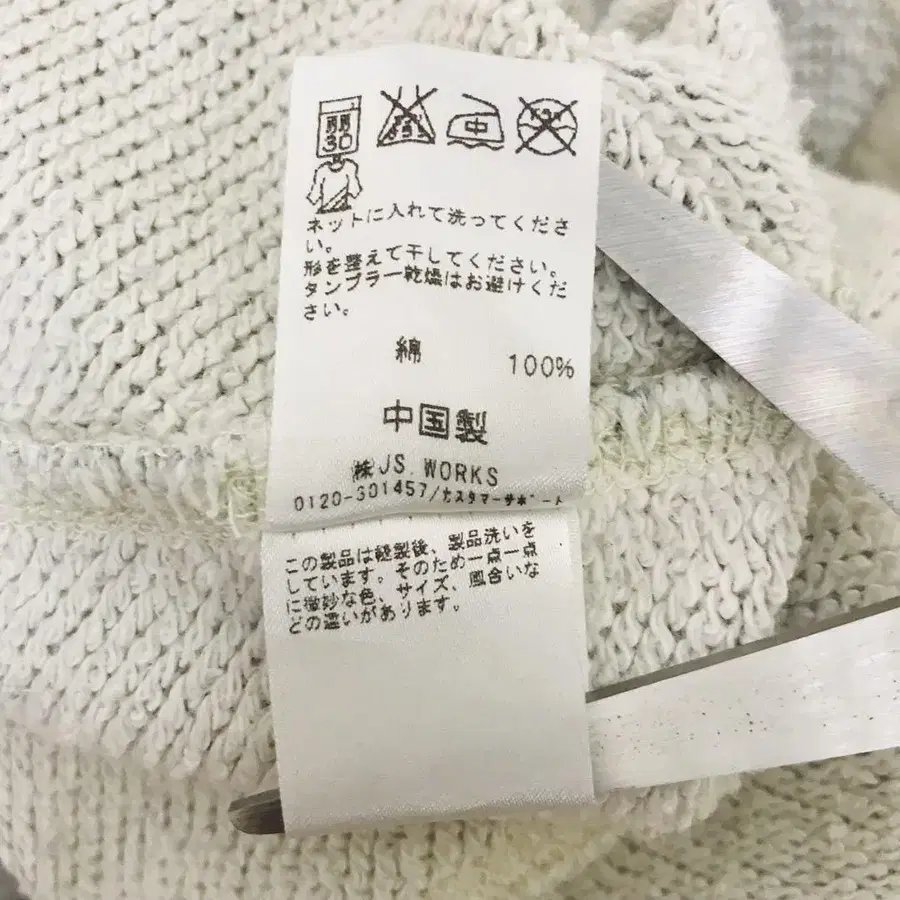 弱
30
中
ネットに入れて洗ってくださ
い。
形を整えて干してください。
タンブラー乾燥はお避けくだ
さい。
綿 100%
中国製
㈱JS.WORKS
0120-301457/カスタマーサポート
この製品は縫製後、製品洗いを
しています。そのため一点一点
に微妙な色、サイズ、風合いな
どの違いがあります。